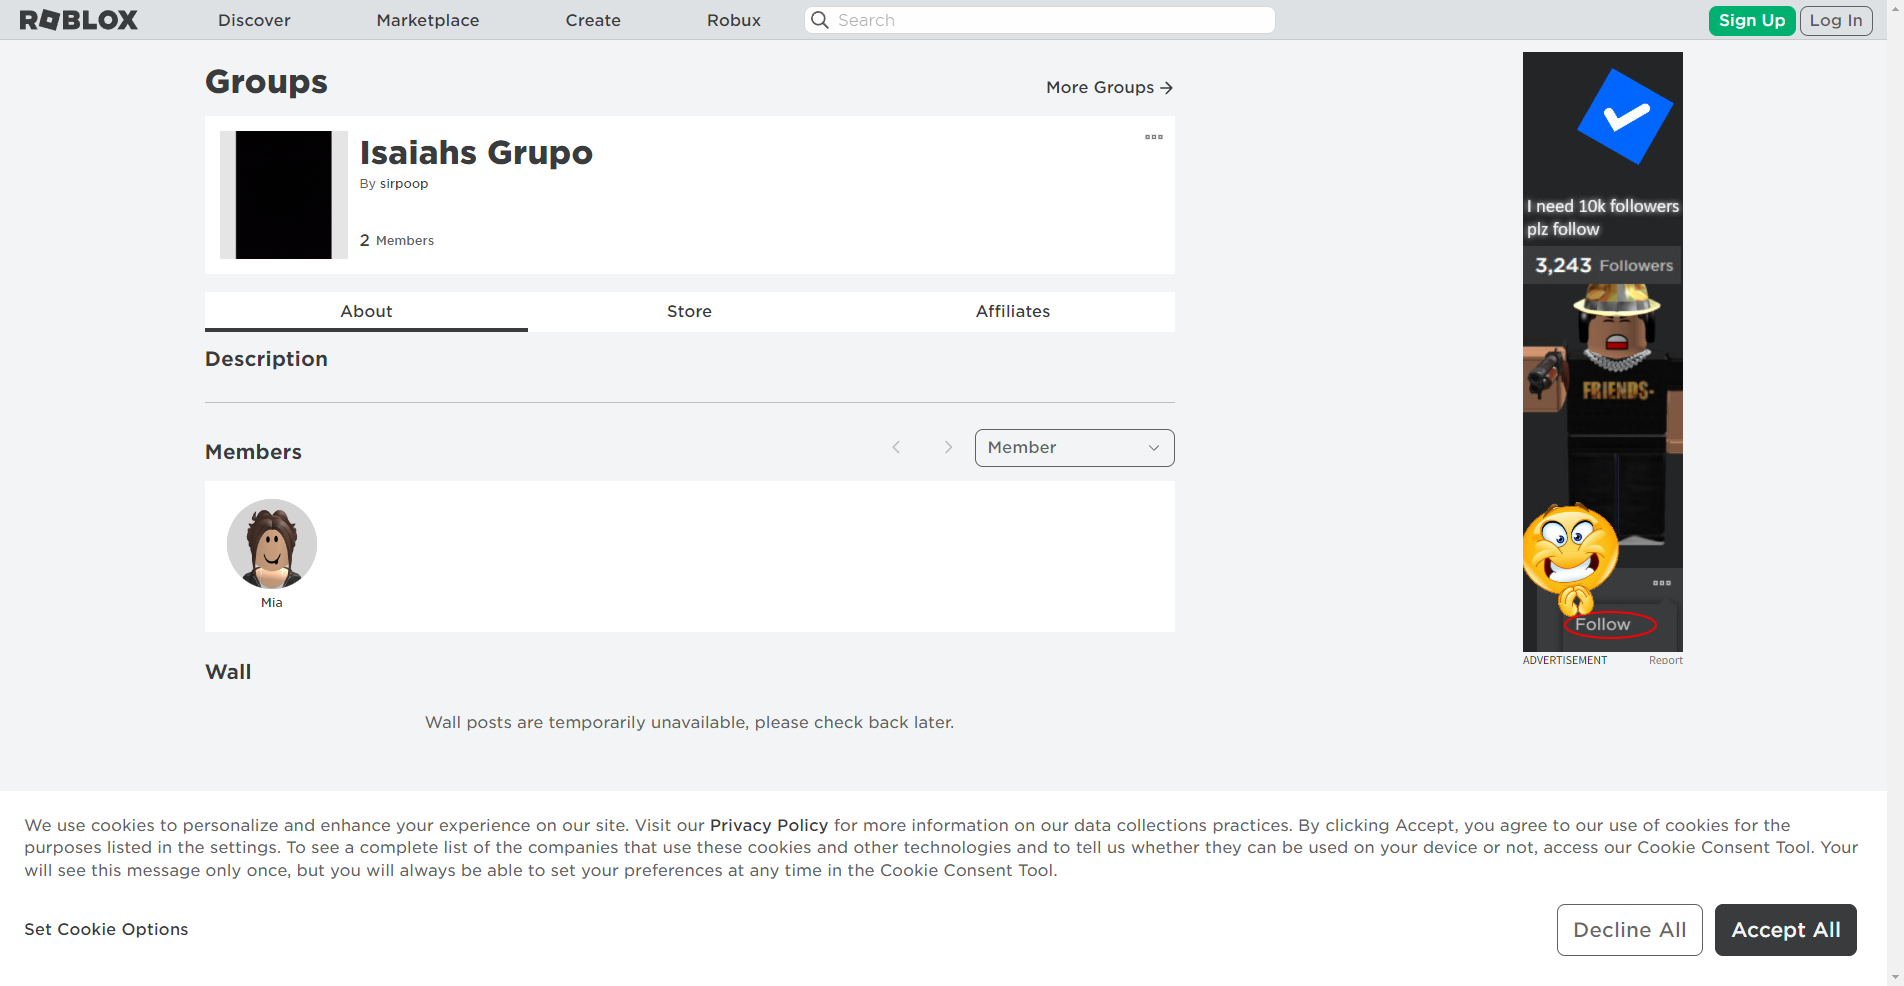 ROBLOX Discover Marketplace Create Robux Search Sign Up Log In
Groups
More Groups
Isaiahs Grupo
By sirpoop
2 Members
About Store Affiliates
Description
Members
Member
Mia
Wall
Wall posts are temporarily unavailable, please check back later.
I need 10k followers
plz follow
3,243 Followers
FRIENDS-
Follow
ADVERTISEMENT Report
We use cookies to personalize and enhance your experience on our site. Visit our Privacy Policy for more information on our data collections practices. By clicking Accept, you agree to our use of cookies for the
purposes listed in the settings. To see a complete list of the companies that use these cookies and other technologies and to tell us whether they can be used on your device or not, access our Cookie Consent Tool. Your
will see this message only once, but you will always be able to set your preferences at any time in the Cookie Consent Tool.
Set Cookie Options
Decline All
Accept All